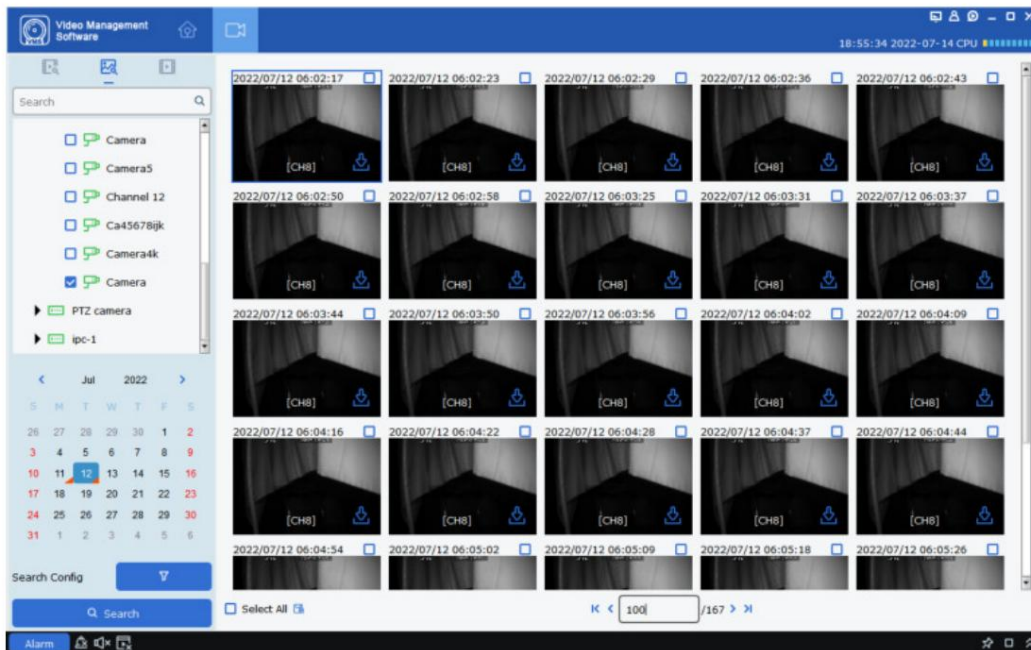 Video Management
Software
18:55:34 2022-07-14 CPU
Search
Camera
Camera5
Channel 12
Ca45678ijk
Camera4k
Camera
PTZ camera
ipc-1
Jul 2022
S M T W T F S
26 27 28 29 30 1 2
3 4 5 6 7 8 9
10 11 12 13 14 15 16
17 18 19 20 21 22 23
24 25 26 27 28 29 30
31 1 2 3 4 5 6
Search Config
Search
2022/07/12 06:02:17 2022/07/12 06:02:23 2022/07/12 06:02:29 2022/07/12 06:02:36 2022/07/12 06:02:43
[CH8] [CH8] [CH8] [CH8] [CH8]
2022/07/12 06:02:50 2022/07/12 06:02:58 2022/07/12 06:03:25 2022/07/12 06:03:31 2022/07/12 06:03:37
[CH8] [CH8] [CH8] [CH8] [CH8]
2022/07/12 06:03:44 2022/07/12 06:03:50 2022/07/12 06:03:56 2022/07/12 06:04:02 2022/07/12 06:04:09
[CH8] [CH8] [CH8] [CH8] [CH8]
2022/07/12 06:04:16 2022/07/12 06:04:22 2022/07/12 06:04:28 2022/07/12 06:04:37 2022/07/12 06:04:44
[CH8] [CH8] [CH8] [CH8] [CH8]
2022/07/12 06:04:54 2022/07/12 06:05:02 2022/07/12 06:05:09 2022/07/12 06:05:18 2022/07/12 06:05:26
Select All 100 /167
Alarm